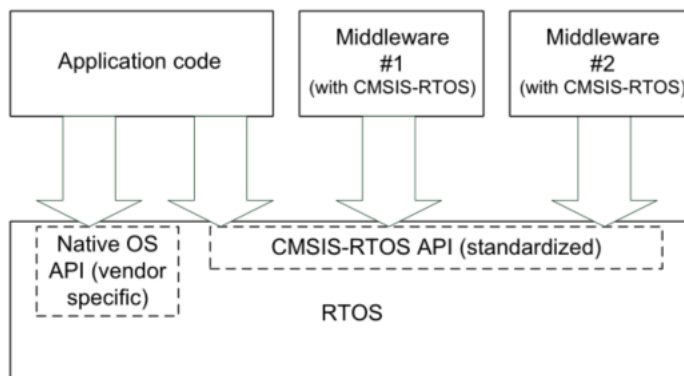 Application code
Middleware
#1
(with CMSIS-RTOS)
Middleware
#2
(with CMSIS-RTOS)
Native OS
API (vendor
specific)
CMSIS-RTOS API (standardized)
RTOS